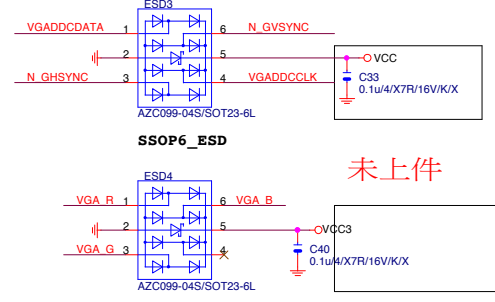 ESD3
VGADDCDATA 1 6 N_GVSYNC
2 5 VCC
N_GHSYNC 3 4 VGADDCCLK
C33
0.1u/4/X7R/16V/K/X
AZC099-04S/SOT23-6L
SSOP6_ESD
未上件
ESD4
VGA_R 1 6 VGA_B
2 5 VCC3
VGA_G 3 4
C40
0.1u/4/X7R/16V/K/X
AZC099-04S/SOT23-6L